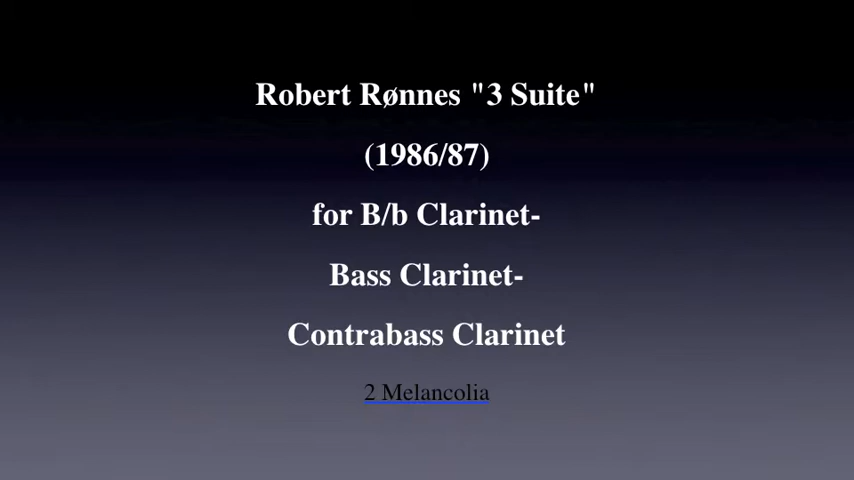 Robert Rønnes "3 Suite"
(1986/87)
for B/b Clarinet-
Bass Clarinet-
Contrabass Clarinet
2 Melancolia